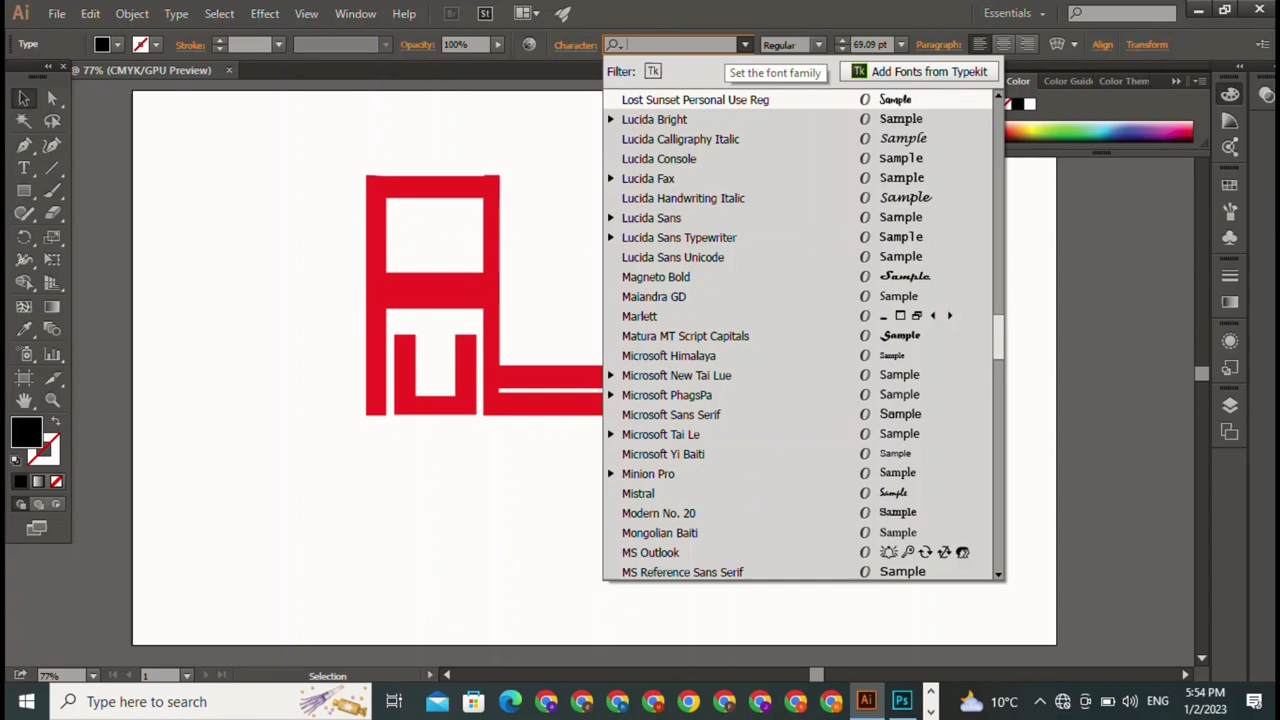 Ai File Edit Object Type Select Effect View Window Help Br St Essentials
Type Stroke: Opacity: 100% Character: Regular 69.09 pt Paragraph: Align Transform
@ 77% (CMYK/GPU Preview)
Filter: Tk Set the font family Tk Add Fonts from Typekit
Color Color Guide Color Them
Lost Sunset Personal Use Reg O Sample
Lucida Bright O Sample
Lucida Calligraphy Italic O Sample
Lucida Console O Sample
Lucida Fax O Sample
Lucida Handwriting Italic O Sample
Lucida Sans O Sample
Lucida Sans Typewriter O Sample
Lucida Sans Unicode O Sample
Magneto Bold O Sample
Maiandra GD O Sample
Marlett O
Matura MT Script Capitals O Sample
Microsoft Himalaya O Sample
Microsoft New Tai Lue O Sample
Microsoft PhagsPa O Sample
Microsoft Sans Serif O Sample
Microsoft Tai Le O Sample
Microsoft Yi Baiti O Sample
Minion Pro O Sample
Mistral O Sample
Modern No. 20 O Sample
Mongolian Baiti O Sample
MS Outlook O
MS Reference Sans Serif O Sample
77% 1 Selection
Type here to search
Ai Ps 10°C ENG
5:54 PM
1/2/2023